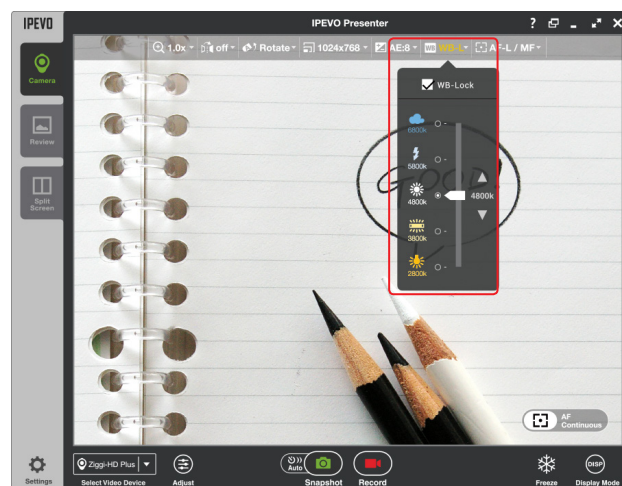 IPEVO
IPEVO Presenter
?
1.0x
off
Rotate
1024x768
AE:8
WB
WB-L
AF-L / MF
Camera
Review
Split
Screen
Settings
WB-Lock
6800k
5800k
4800k
3800k
2800k
4800k
GOOD!
AF
Continuous
Ziggi-HD Plus
Select Video Device
Adjust
Auto
Snapshot
Record
Freeze
DISP
Display Mode